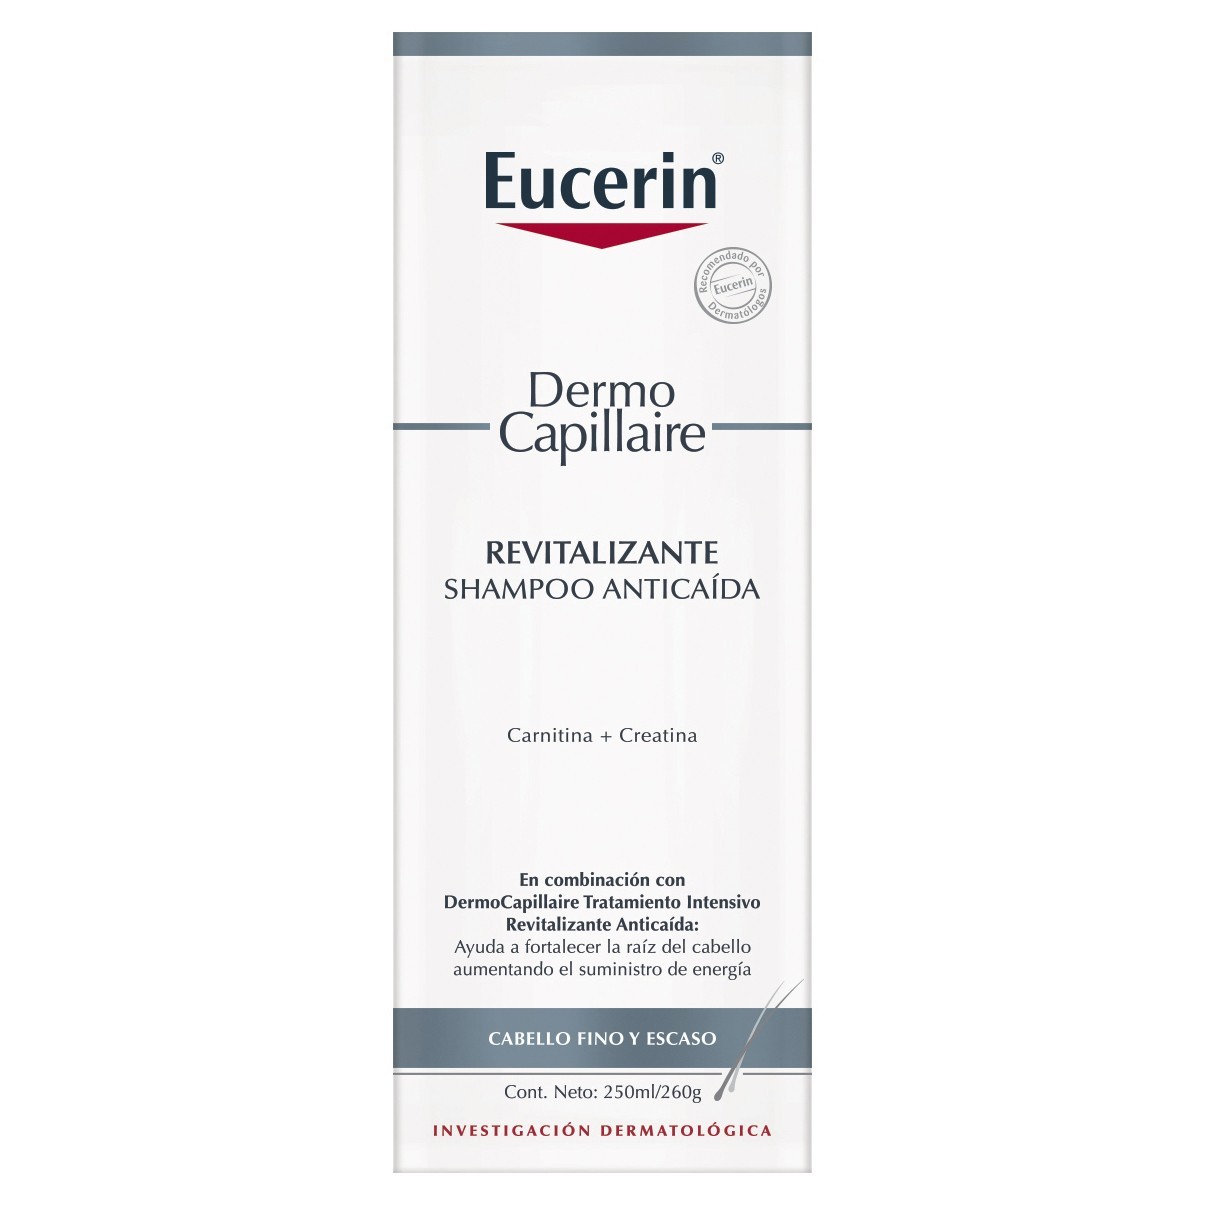 Eucerin®
Recomendado por
Eucerin
Dermatólogos
Dermo
Capillaire
REVITALIZANTE
SHAMPOO ANTICAÍDA
Carnitina + Creatina
En combinación con
DermoCapillaire Tratamiento Intensivo
Revitalizante Anticaída:
Ayuda a fortalecer la raíz del cabello
aumentando el suministro de energía
CABELLO FINO Y ESCASO
Cont. Neto: 250ml/260g
INVESTIGACIÓN DERMATOLÓGICA